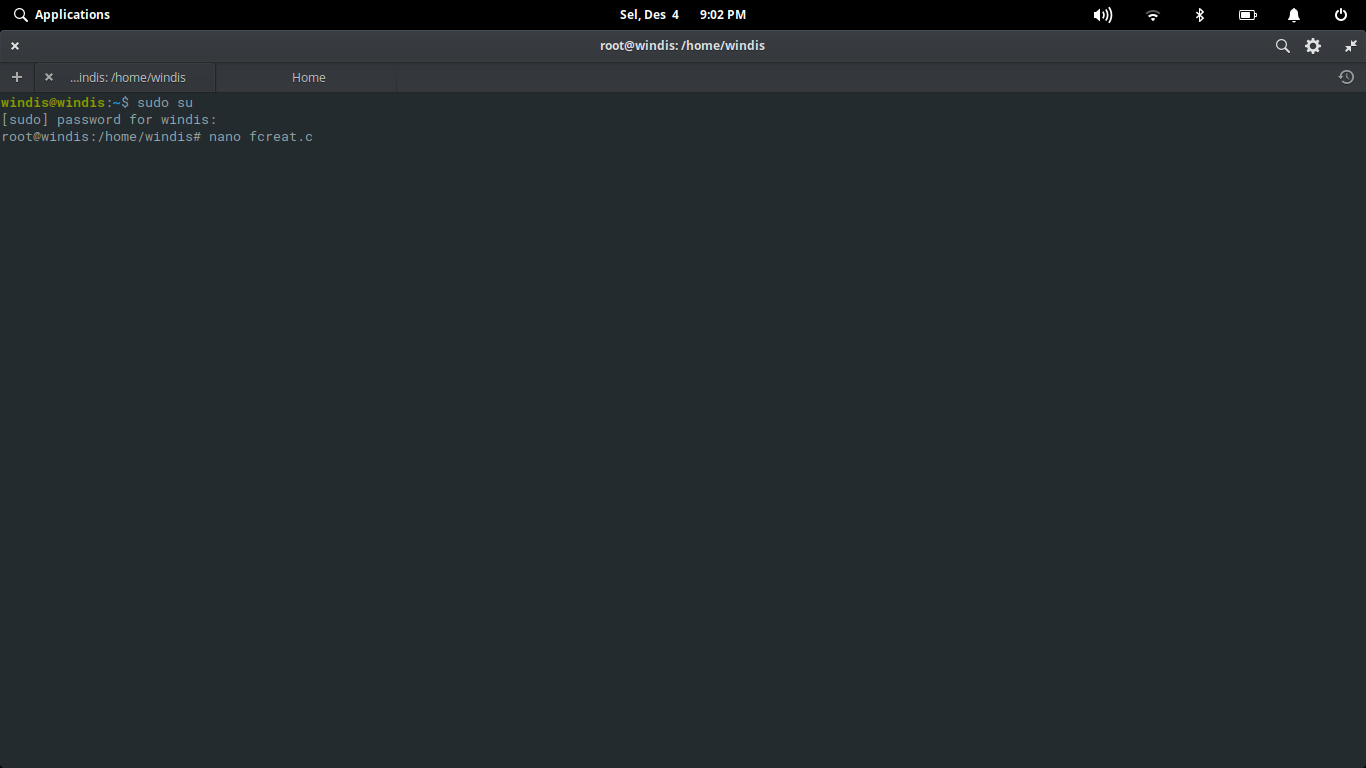 Applications
Sel, Des 4 9:02 PM
root@windis: /home/windis
...indis: /home/windis
Home
windis@windis:~$ sudo su
[sudo] password for windis:
root@windis:/home/windis# nano fcreat.c